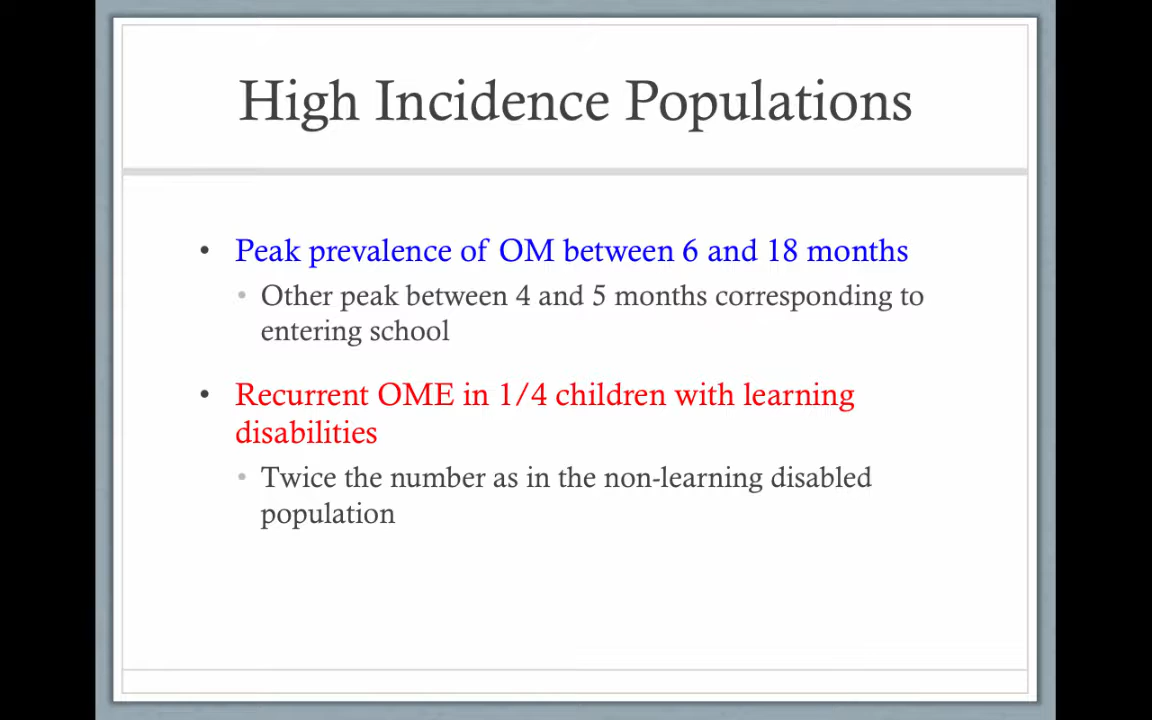 High Incidence Populations
• Peak prevalence of OM between 6 and 18 months
• Other peak between 4 and 5 months corresponding to
entering school
• Recurrent OME in 1/4 children with learning
disabilities
• Twice the number as in the non-learning disabled
population